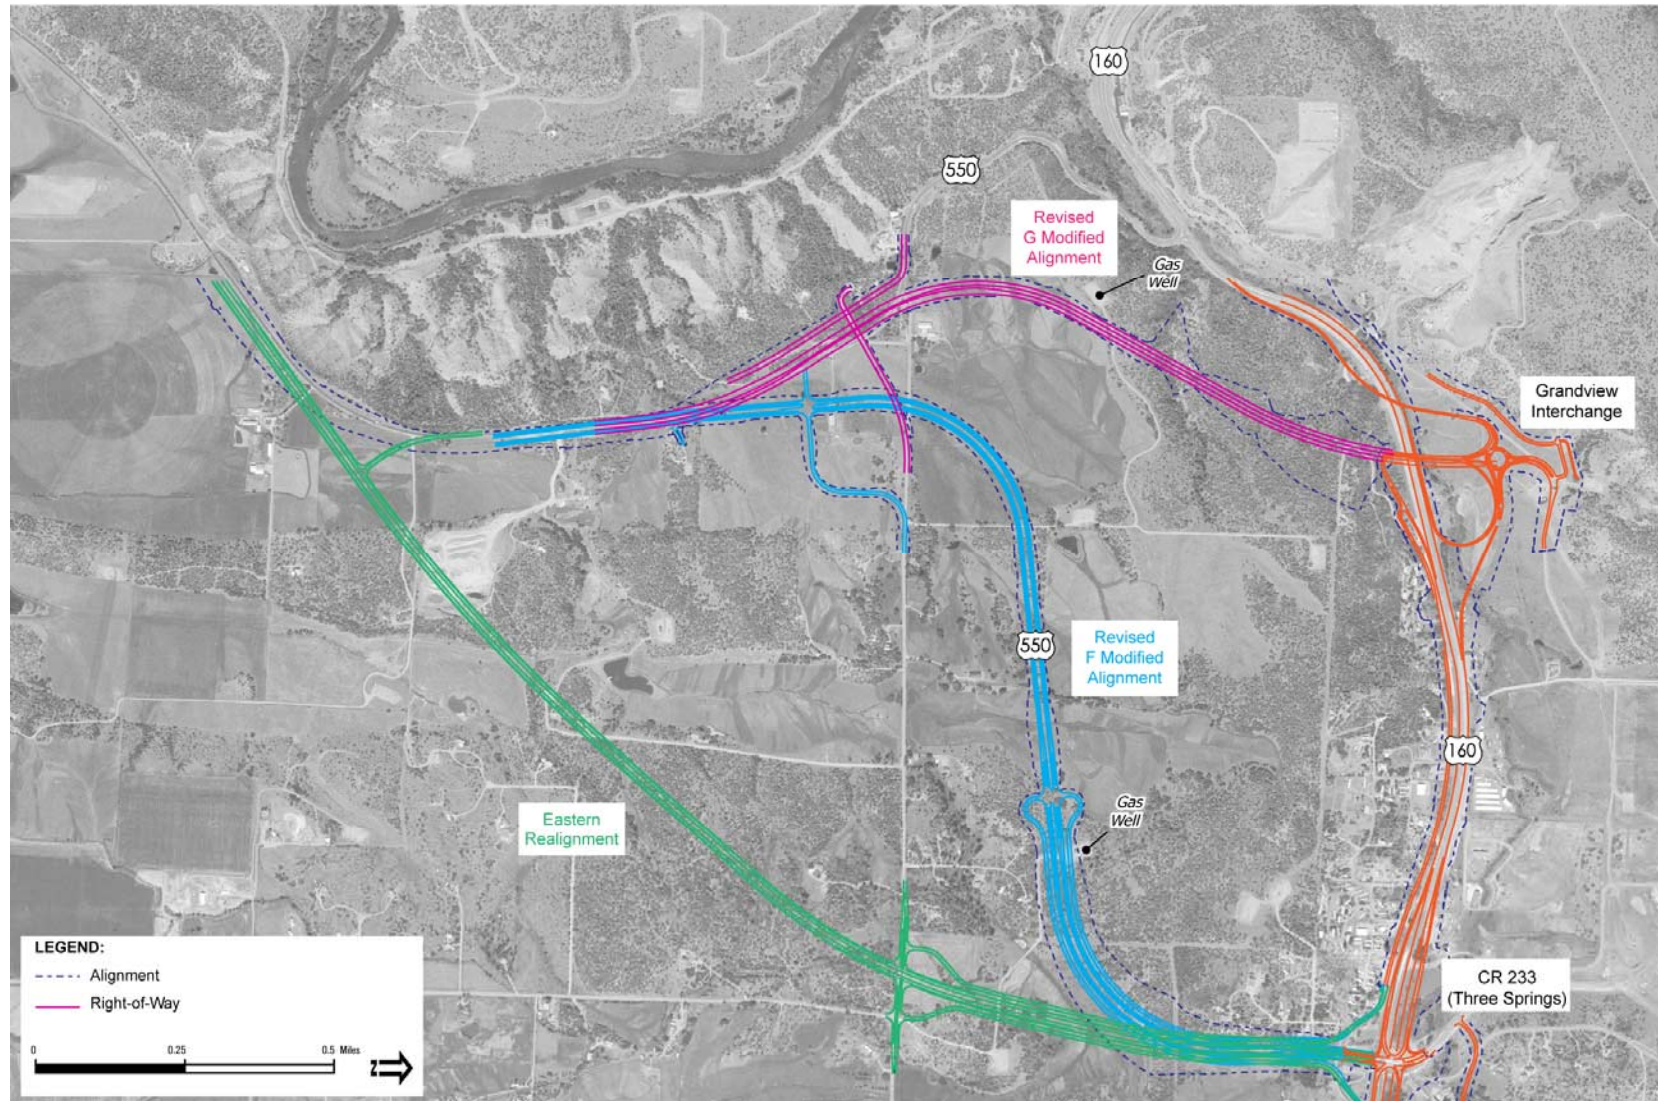 160
550
Revised
G Modified
Alignment
Gas
Well
Grandview
Interchange
550
Revised
F Modified
Alignment
160
Gas
Well
Eastern
Realignment
CR 233
(Three Springs)
LEGEND:
Alignment
Right-of-Way
0 0.25 0.5 Miles
N